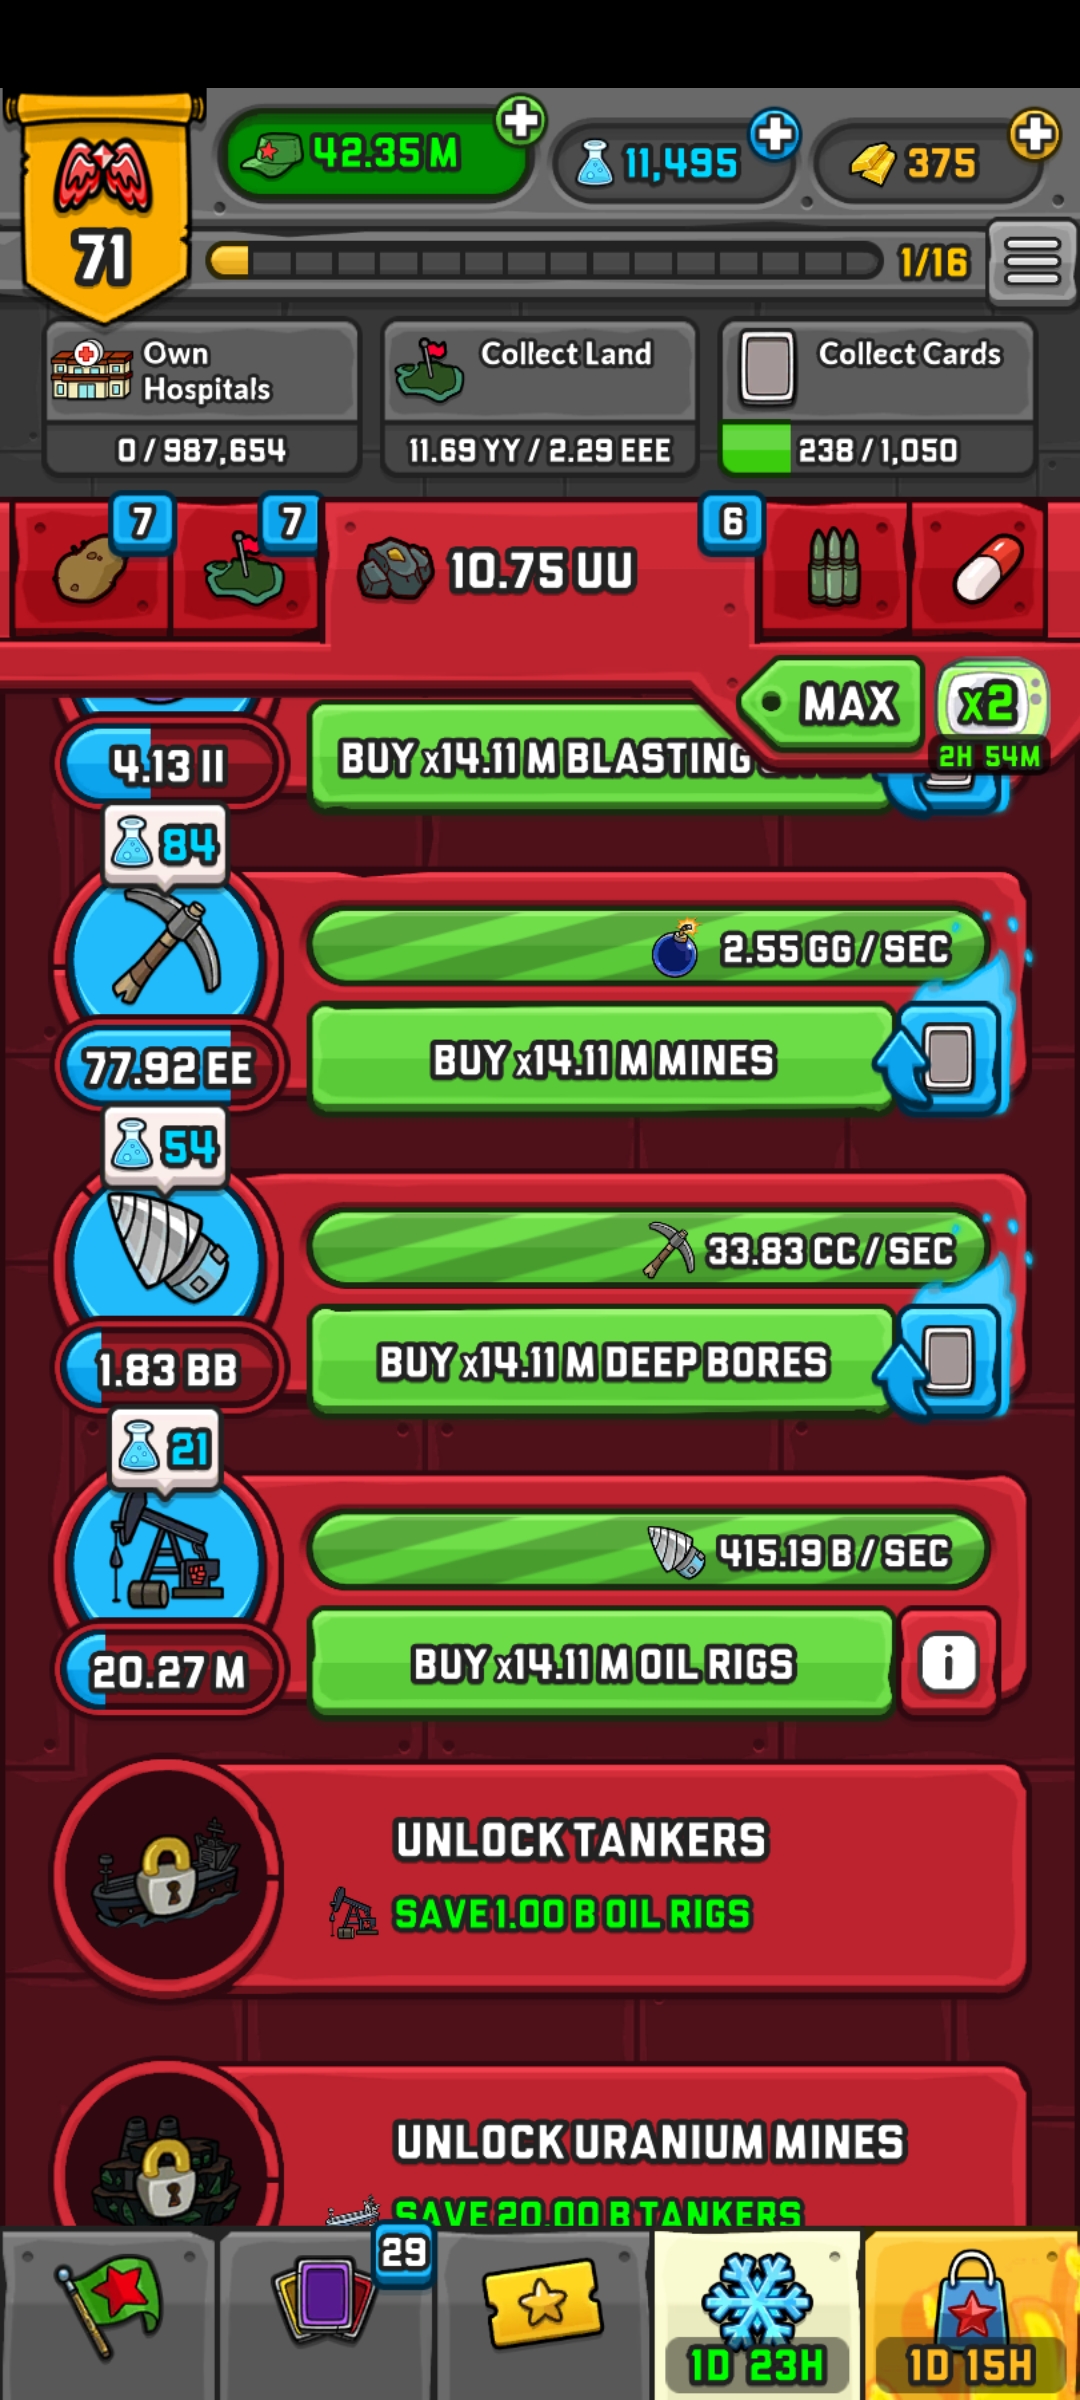 42.35 M
11,495
375
71
1/16
Own
Hospitals
0 / 987,654
Collect Land
11.69 YY / 2.29 EEE
Collect Cards
238 / 1,050
7
7
10.75 UU
6
MAX
x2
2H 54M
4.13 II
BUY x14.11 M BLASTING
84
2.55 GG / SEC
77.92 EE
BUY x14.11 M MINES
54
33.83 CC / SEC
1.83 BB
BUY x14.11 M DEEP BORES
21
415.19 B / SEC
20.27 M
BUY x14.11 M OIL RIGS
i
UNLOCK TANKERS
SAVE 1.00 B OIL RIGS
UNLOCK URANIUM MINES
SAVE 20.00 B TANKERS
29
1D 23H
1D 15H